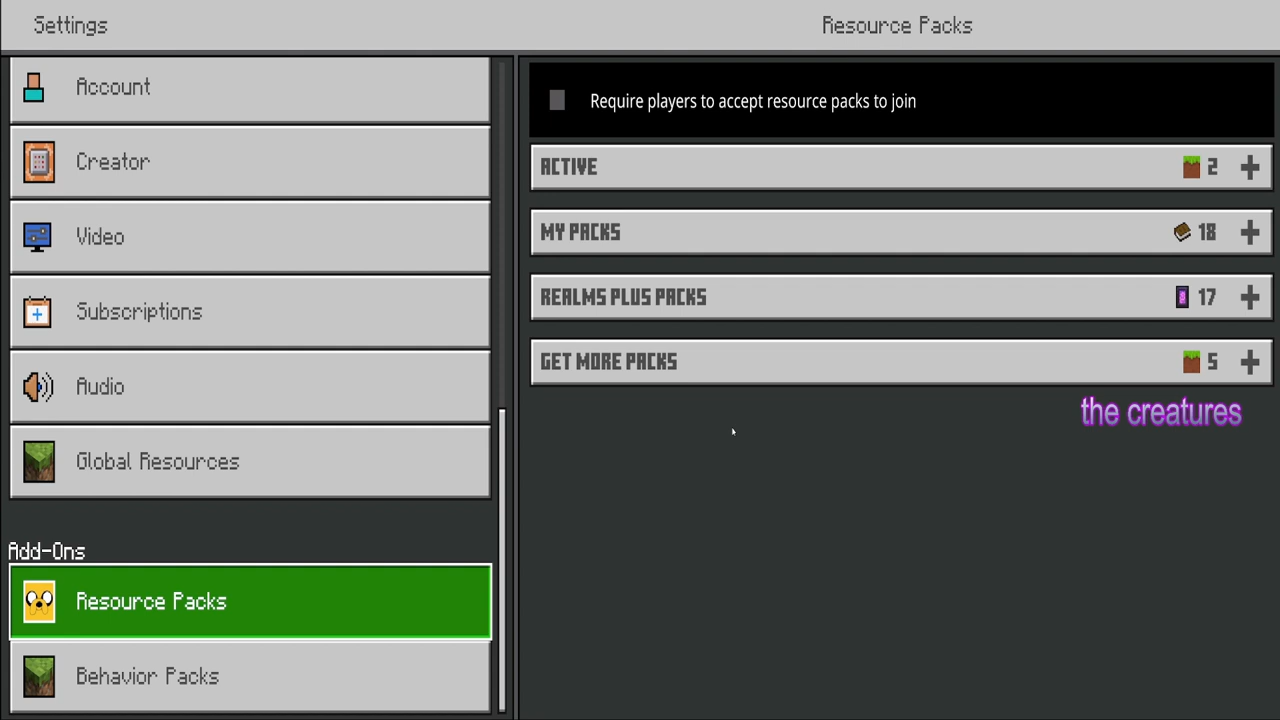 Settings
Resource Packs
Account
Creator
Video
Subscriptions
Audio
Global Resources
Add-Ons
Resource Packs
Behavior Packs
Require players to accept resource packs to join
ACTIVE 2
MY PACKS 18
REALMS PLUS PACKS 17
GET MORE PACKS 5
the creatures